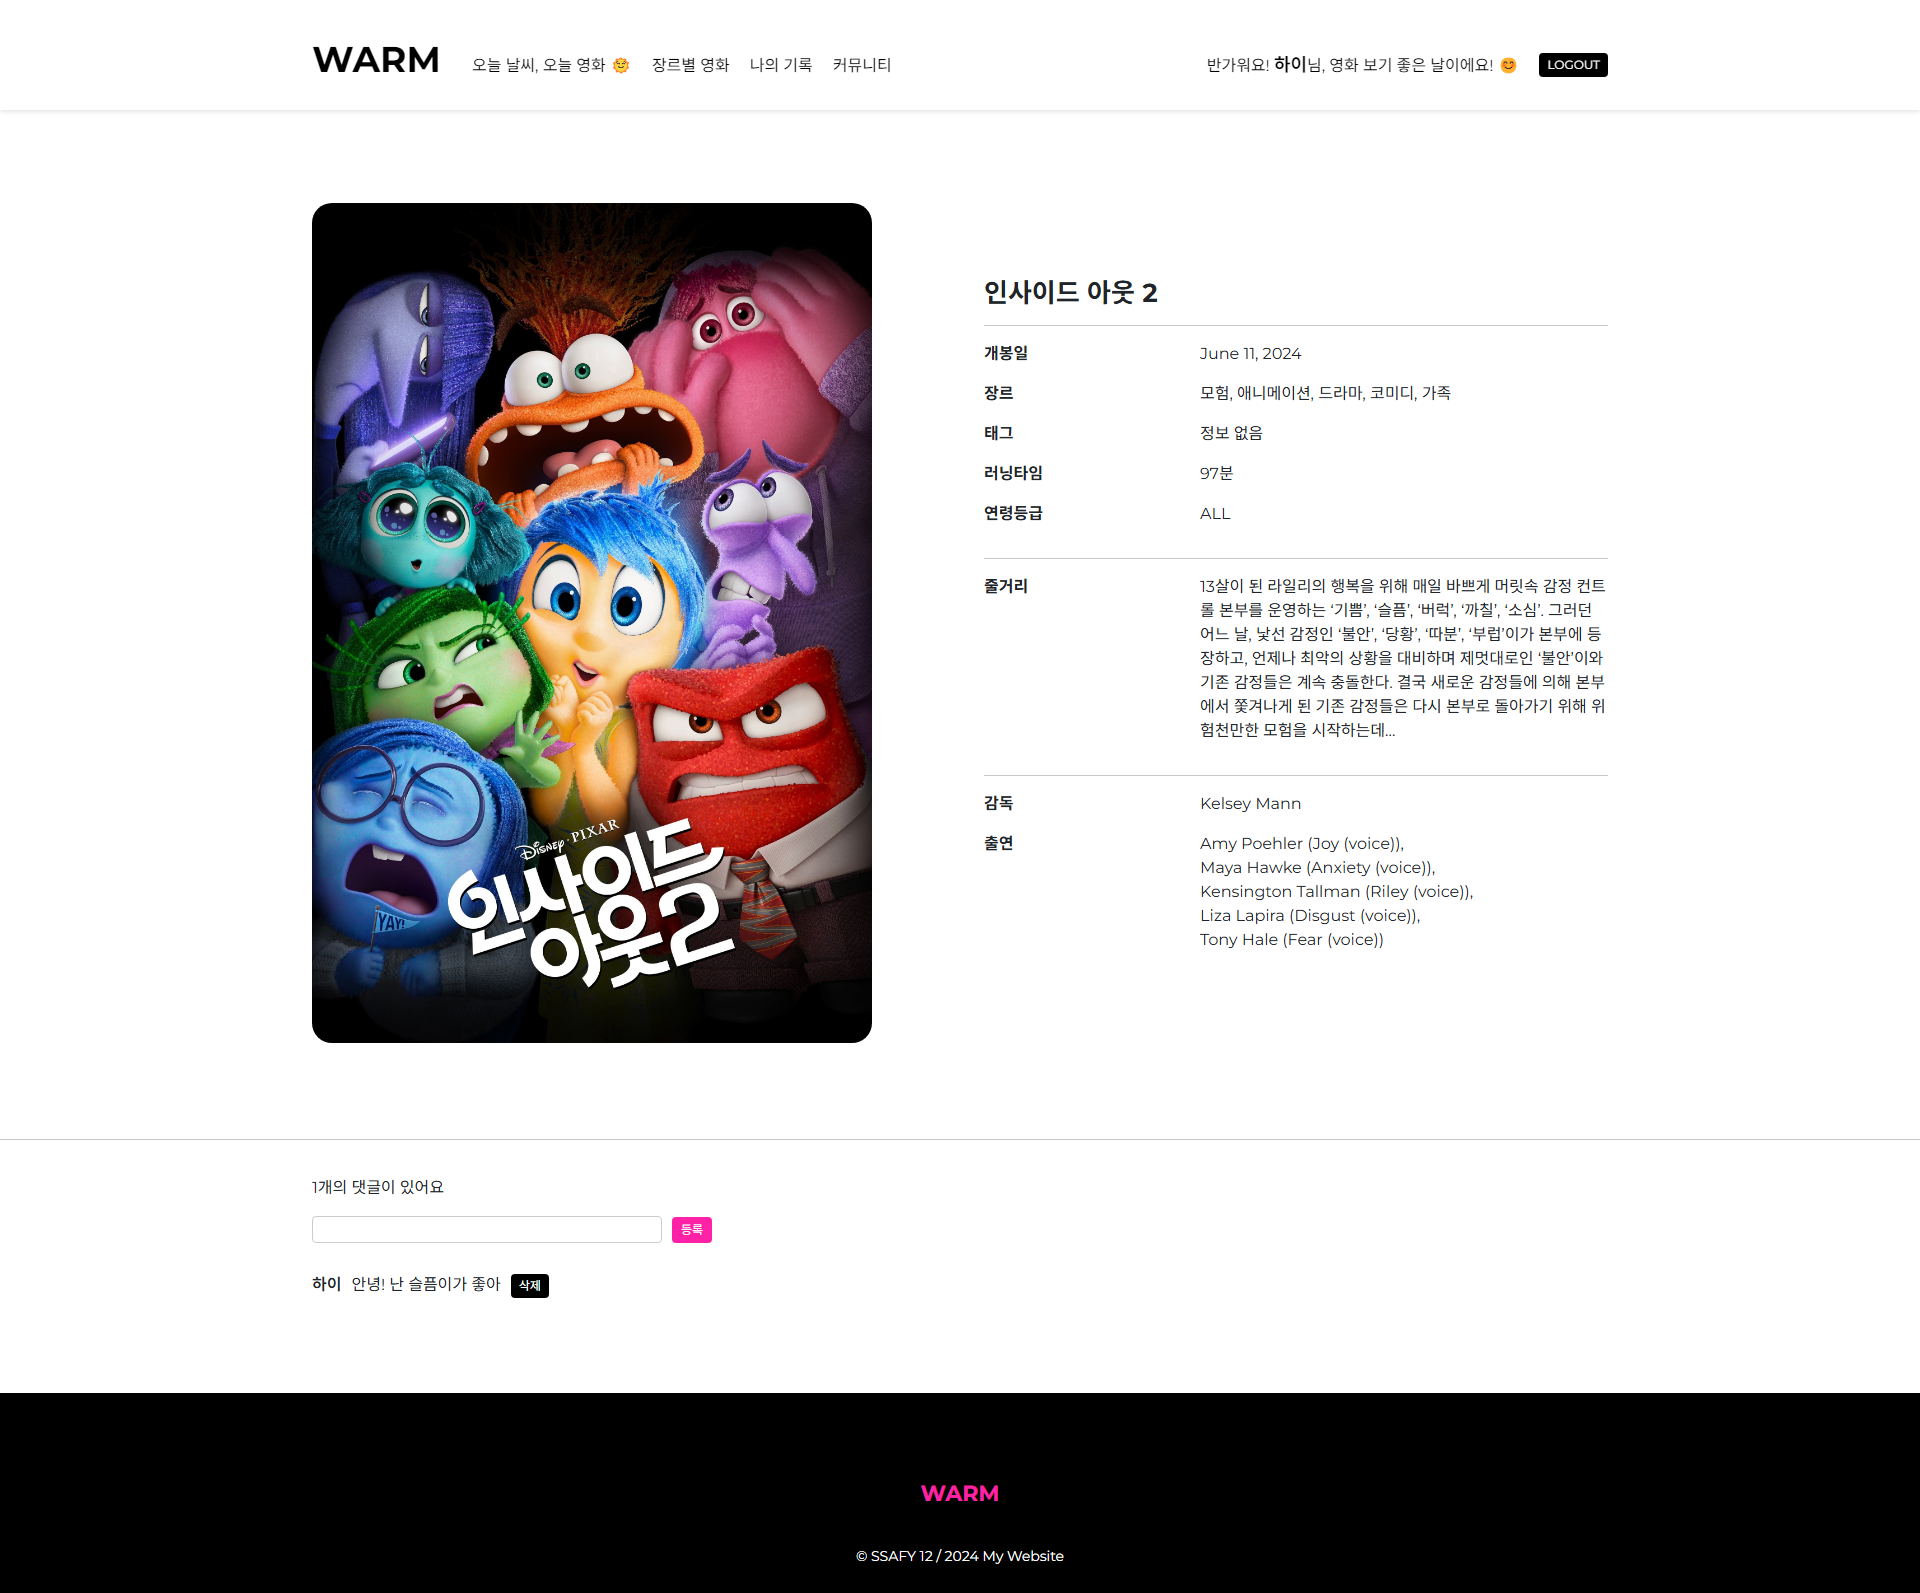 WARM
오늘 날씨, 오늘 영화 🌞
장르별 영화
나의 기록
커뮤니티
반가워요! 하이님, 영화 보기 좋은 날이에요! 😊
LOGOUT
YAY!
DISNEY · PIXAR
인사이드
아웃2
인사이드 아웃 2
개봉일 June 11, 2024
장르 모험, 애니메이션, 드라마, 코미디, 가족
태그 정보 없음
러닝타임 97분
연령등급 ALL
줄거리 13살이 된 라일리의 행복을 위해 매일 바쁘게 머릿속 감정 컨트
롤 본부를 운영하는 ‘기쁨’, ‘슬픔’, ‘버럭’, ‘까칠’, ‘소심’. 그러던
어느 날, 낯선 감정인 ‘불안’, ‘당황’, ‘따분’, ‘부럽’이가 본부에 등
장하고, 언제나 최악의 상황을 대비하며 제멋대로인 ‘불안’이와
기존 감정들은 계속 충돌한다. 결국 새로운 감정들에 의해 본부
에서 쫓겨나게 된 기존 감정들은 다시 본부로 돌아가기 위해 위
험천만한 모험을 시작하는데…
감독 Kelsey Mann
출연 Amy Poehler (Joy (voice)),
Maya Hawke (Anxiety (voice)),
Kensington Tallman (Riley (voice)),
Liza Lapira (Disgust (voice)),
Tony Hale (Fear (voice))
1개의 댓글이 있어요
등록
하이 안녕! 난 슬픔이가 좋아 삭제
WARM
© SSAFY 12 / 2024 My Website